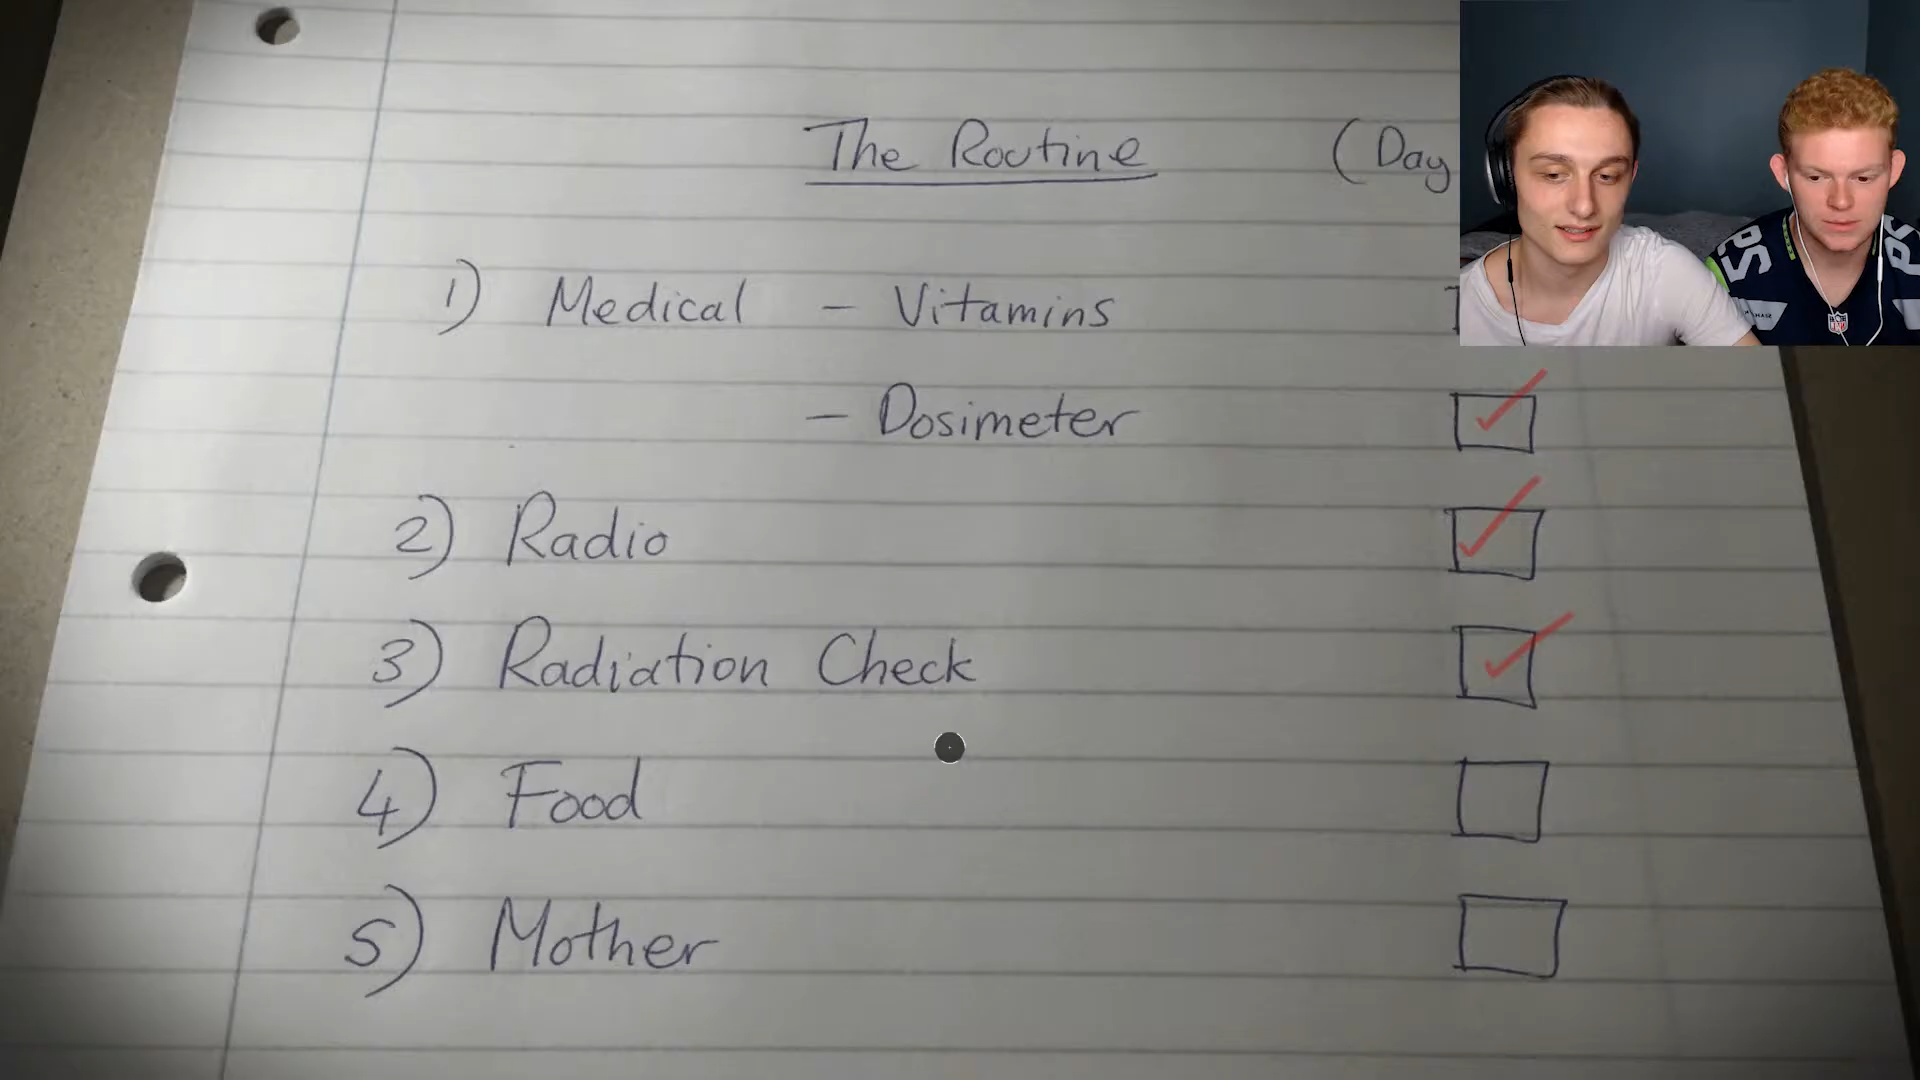 The Routine (Day
1) Medical - Vitamins
- Dosimeter
2) Radio
3) Radiation Check
4) Food
5) Mother